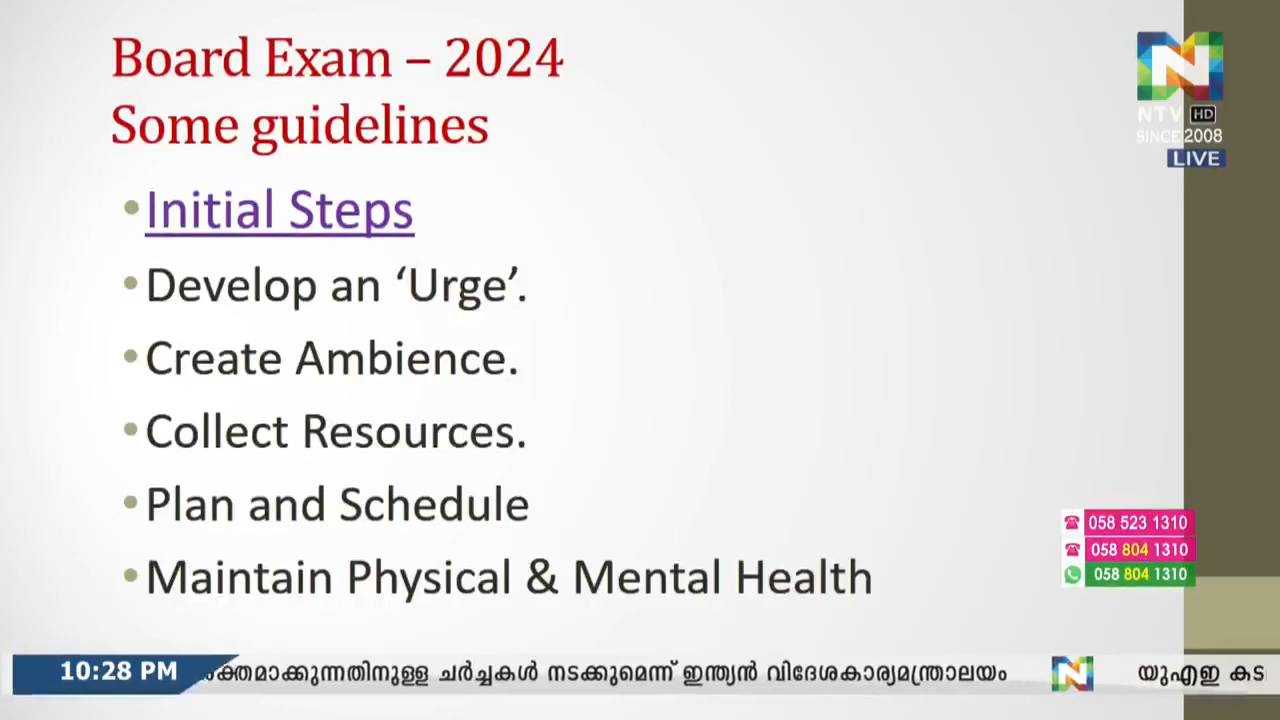 Board Exam – 2024
Some guidelines
• Initial Steps
• Develop an ‘Urge’.
• Create Ambience.
• Collect Resources.
• Plan and Schedule
• Maintain Physical & Mental Health
NTV HD
SINCE 2008
LIVE
058 523 1310
058 804 1310
058 804 1310
10:28 PM
ചർച്ചകൾ നടക്കുമെന്ന് ഇന്ത്യൻ വിദേശകാര്യമന്ത്രാലയം
യുഎഇ